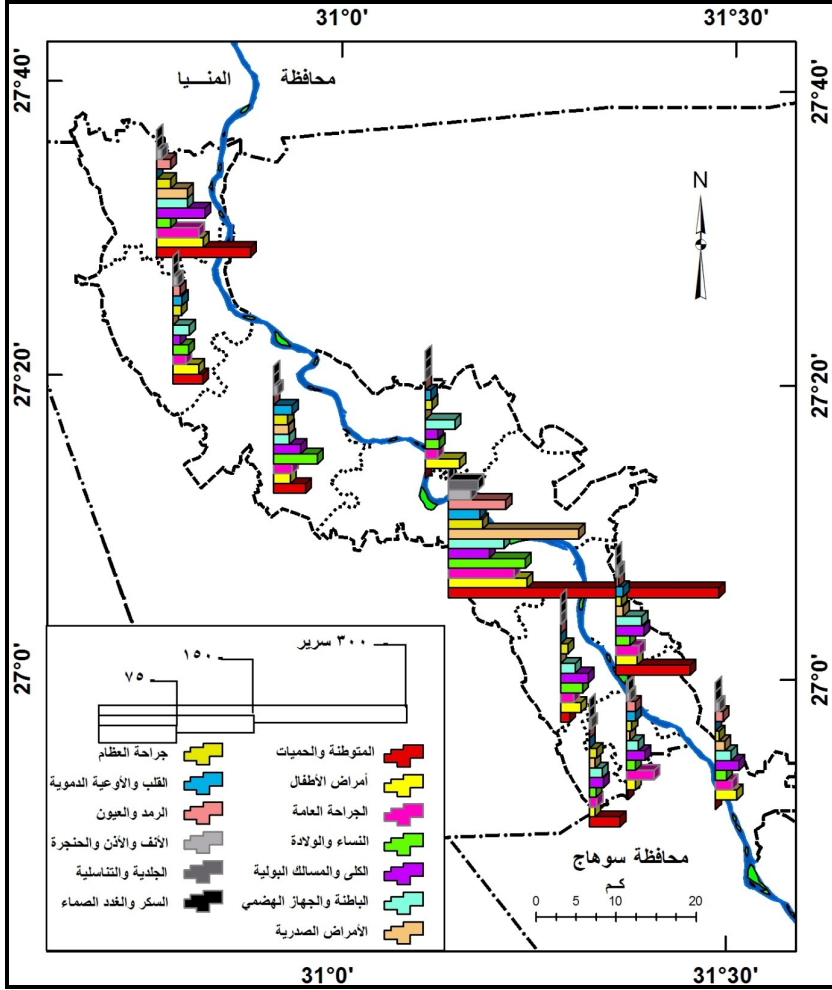 31°0'
31°30'
27°40'
27°40'
محافظة المنـــيا
N
27°20'
27°20'
27°0'
27°0'
٣٠٠ سرير
١٥٠
٧٥
المتوطنة والحميات
أمراض الأطفال
الجراحة العامة
النساء والولادة
الكلى والمسالك البولية
الباطنة والجهاز الهضمي
الأمراض الصدرية
جراحة العظام
القلب والأوعية الدموية
الرمد والعيون
الأنف والأذن والحنجرة
الجلدية والتناسلية
السكر والغدد الصماء
محافظة سوهاج
كـم
0 5 10 20
31°0'
31°30'